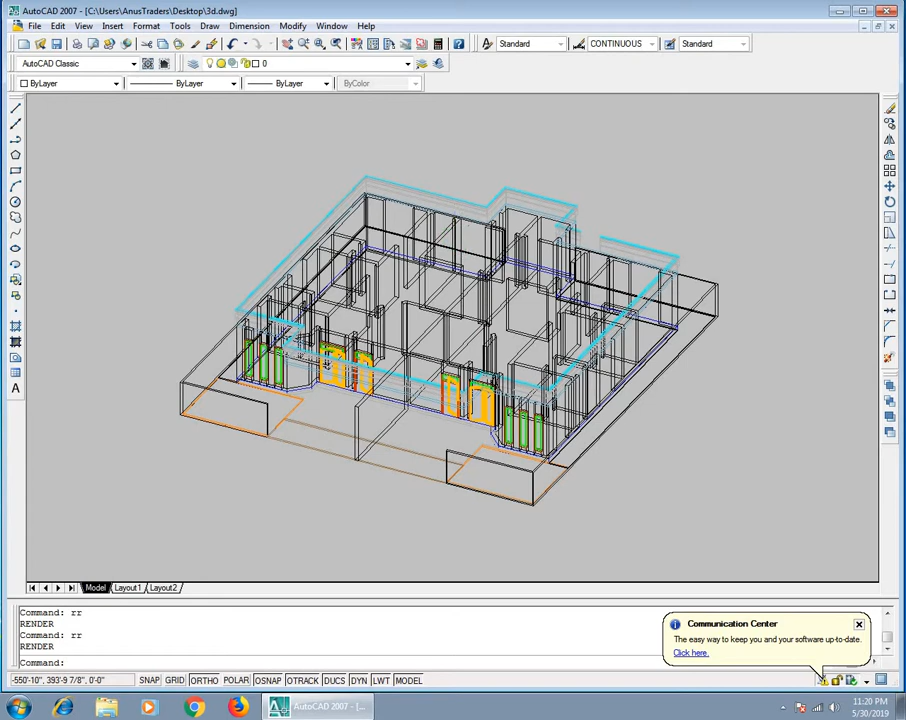 AutoCAD 2007 - [C:\Users\AnusTraders\Desktop\3d.dwg]
File Edit View Insert Format Tools Draw Dimension Modify Window Help
Standard CONTINUOUS Standard
AutoCAD Classic 0
ByLayer ByLayer ByLayer ByColor
A
Model Layout1 Layout2
Command: rr
RENDER
Command: rr
RENDER
Command:
Communication Center
The easy way to keep you and your software up-to-date.
Click here.
-550'-10", 393'-9 7/8", 0'-0" SNAP GRID ORTHO POLAR OSNAP OTRACK DUCS DYN LWT MODEL
AutoCAD 2007 - [C:\...
11:20 PM
5/30/2019